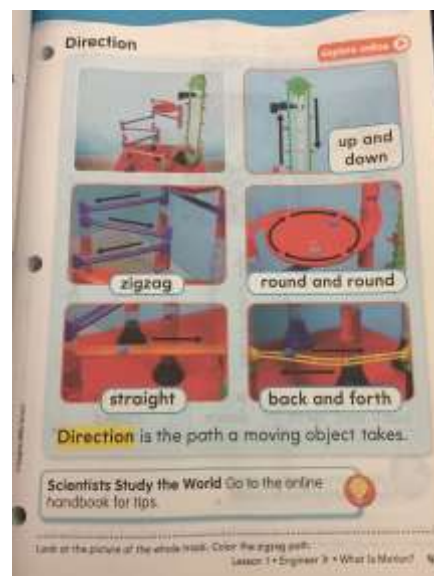 Direction
explore online
up and
down
zigzag
round and round
straight
back and forth
Direction is the path a moving object takes.
Scientists Study the World Go to the online
handbook for tips.
Look at the picture of the whole track. Color the zigzag path.
Lesson 1 • Engineer It • What Is Motion?